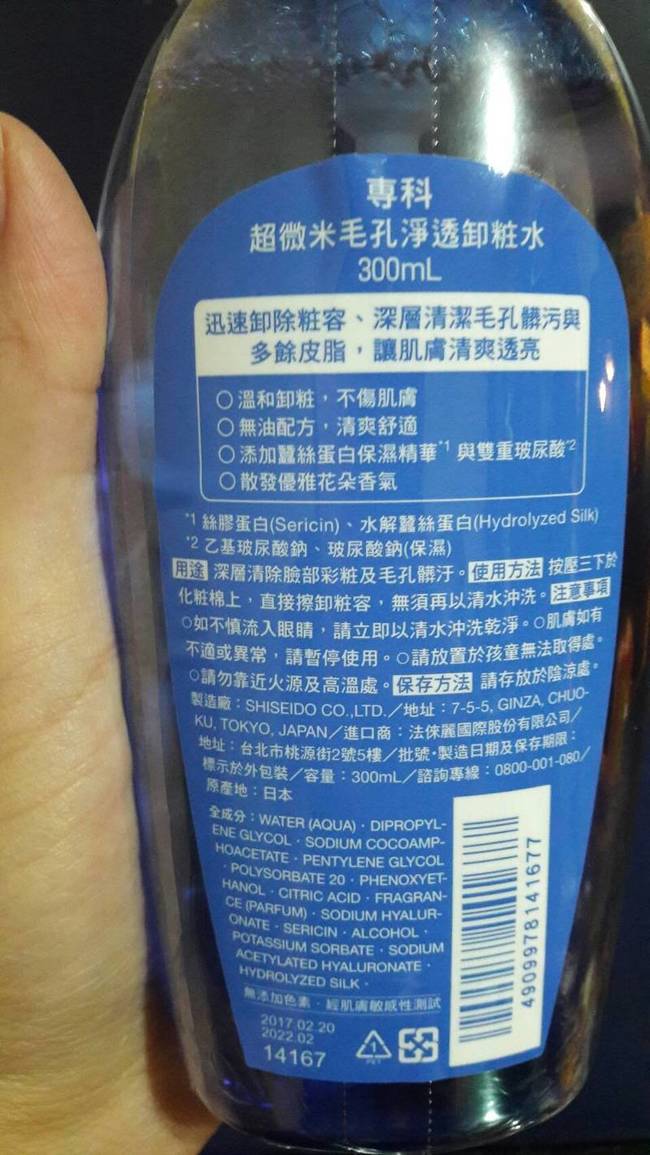 專科
超微米毛孔淨透卸粧水
300mL
迅速卸除粧容、深層清潔毛孔髒污與
多餘皮脂，讓肌膚清爽透亮
○溫和卸粧，不傷肌膚
○無油配方，清爽舒適
○添加蠶絲蛋白保濕精華*1 與雙重玻尿酸*2
○散發優雅花朵香氣
*1 絲膠蛋白(Sericin)、水解蠶絲蛋白(Hydrolyzed Silk)
*2 乙基玻尿酸鈉、玻尿酸鈉(保濕)
用途 深層清除臉部彩粧及毛孔髒汙。使用方法 按壓三下於
化粧棉上，直接擦卸粧容，無須再以清水沖洗。注意事項
○如不慎流入眼睛，請立即以清水沖洗乾淨。○肌膚如有
不適或異常，請暫停使用。○請放置於孩童無法取得處。
○請勿靠近火源及高溫處。保存方法 請存放於陰涼處。
製造廠：SHISEIDO CO.,LTD.／地址：7-5-5, GINZA, CHUO-
KU, TOKYO, JAPAN／進口商：法倈麗國際股份有限公司／
地址：台北市桃源街2號5樓／批號·製造日期及保存期限：
標示於外包裝／容量：300mL／諮詢專線：0800-001-080／
原產地：日本
全成分：WATER (AQUA)·DIPROPYL-
ENE GLYCOL·SODIUM COCOAMP-
HOACETATE·PENTYLENE GLYCOL
·POLYSORBATE 20·PHENOXYET-
HANOL·CITRIC ACID·FRAGRAN-
CE (PARFUM)·SODIUM HYALUR-
ONATE·SERICIN·ALCOHOL·
POTASSIUM SORBATE·SODIUM
ACETYLATED HYALURONATE·
HYDROLYZED SILK·
無添加色素·經肌膚敏感性測試
2017.02.20
2022.02
14167
1
PET
4909978141677